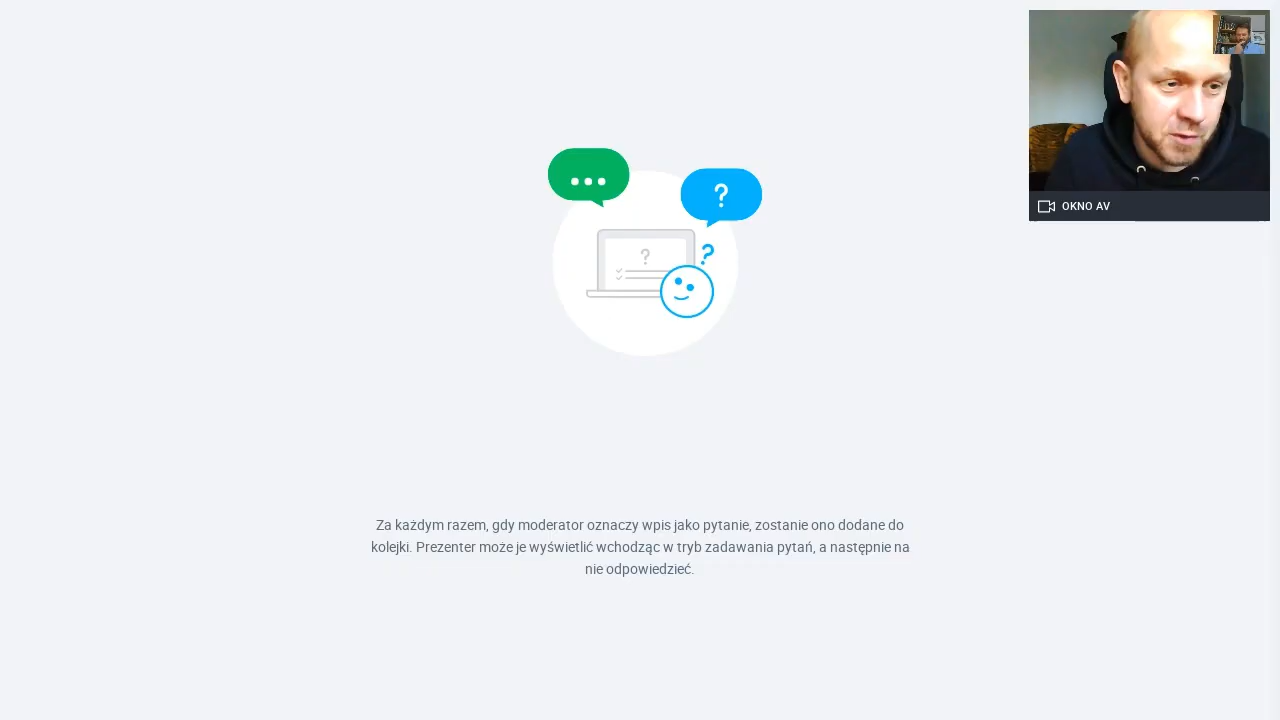 OKNO AV
?
?
?
Za każdym razem, gdy moderator oznaczy wpis jako pytanie, zostanie ono dodane do
kolejki. Prezenter może je wyświetlić wchodząc w tryb zadawania pytań, a następnie na
nie odpowiedzieć.